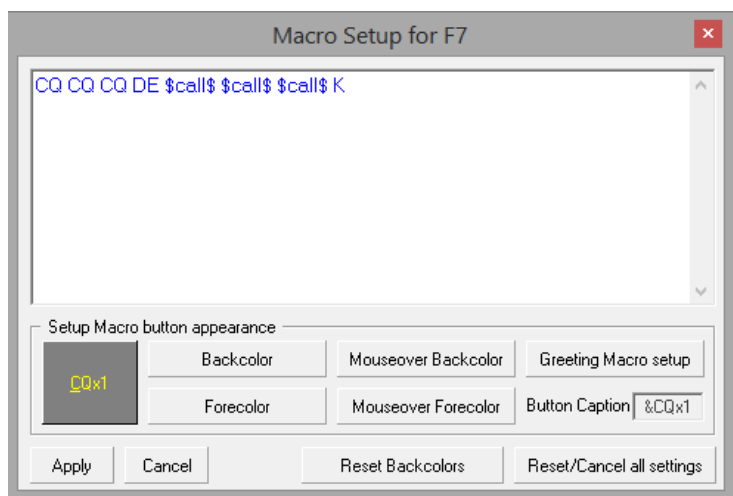 Macro Setup for F7
CQ CQ CQ DE $call$ $call$ $call$ K
Setup Macro button appearance
CQx1
Backcolor
Mouseover Backcolor
Greeting Macro setup
Forecolor
Mouseover Forecolor
Button Caption &CQx1
Apply
Cancel
Reset Backcolors
Reset/Cancel all settings